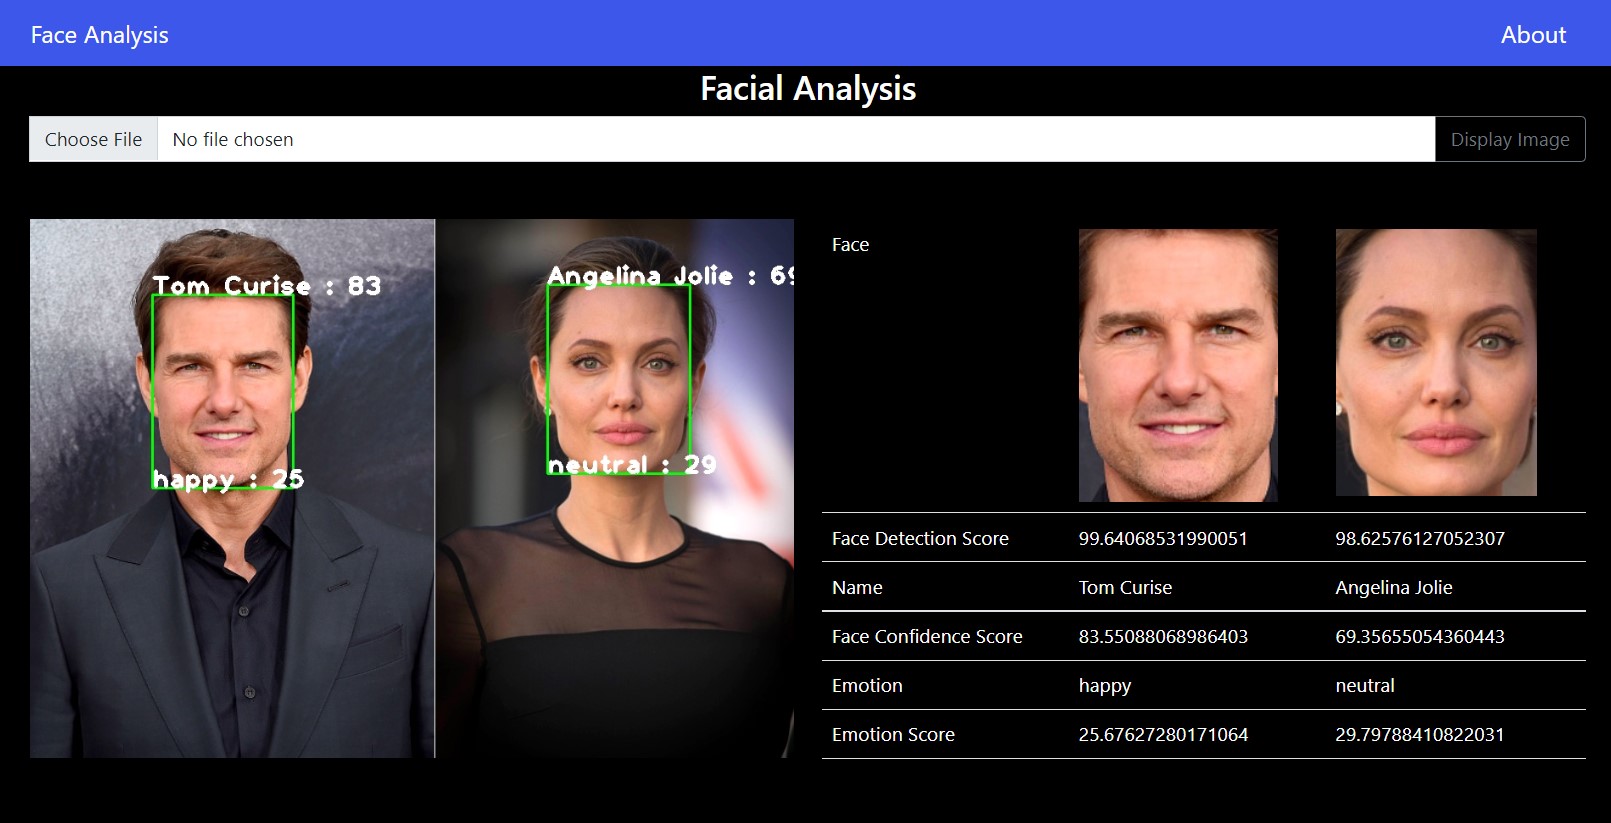 Face Analysis
About
Facial Analysis
Choose File No file chosen Display Image
Tom Curise : 83
Angelina Jolie : 69
happy : 25
neutral : 29
Face
Face Detection Score 99.64068531990051 98.62576127052307
Name Tom Curise Angelina Jolie
Face Confidence Score 83.55088068986403 69.35655054360443
Emotion happy neutral
Emotion Score 25.67627280171064 29.79788410822031